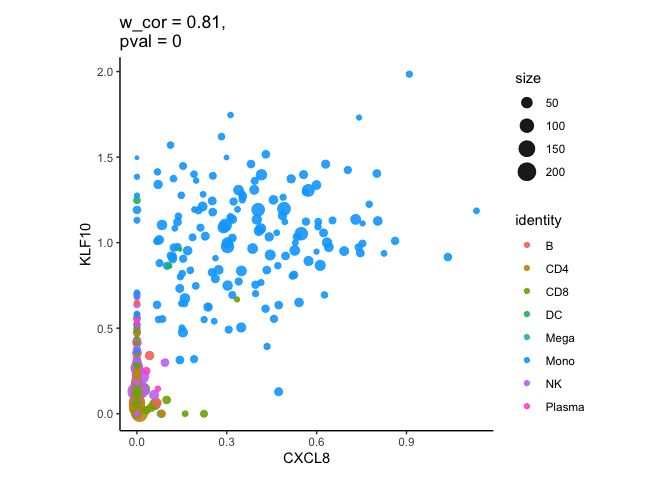 w_cor = 0.81,
pval = 0
2.0
1.5
1.0
0.5
0.0
KLF10
0.0
0.3
0.6
0.9
CXCL8
size
50
100
150
200
identity
B
CD4
CD8
DC
Mega
Mono
NK
Plasma